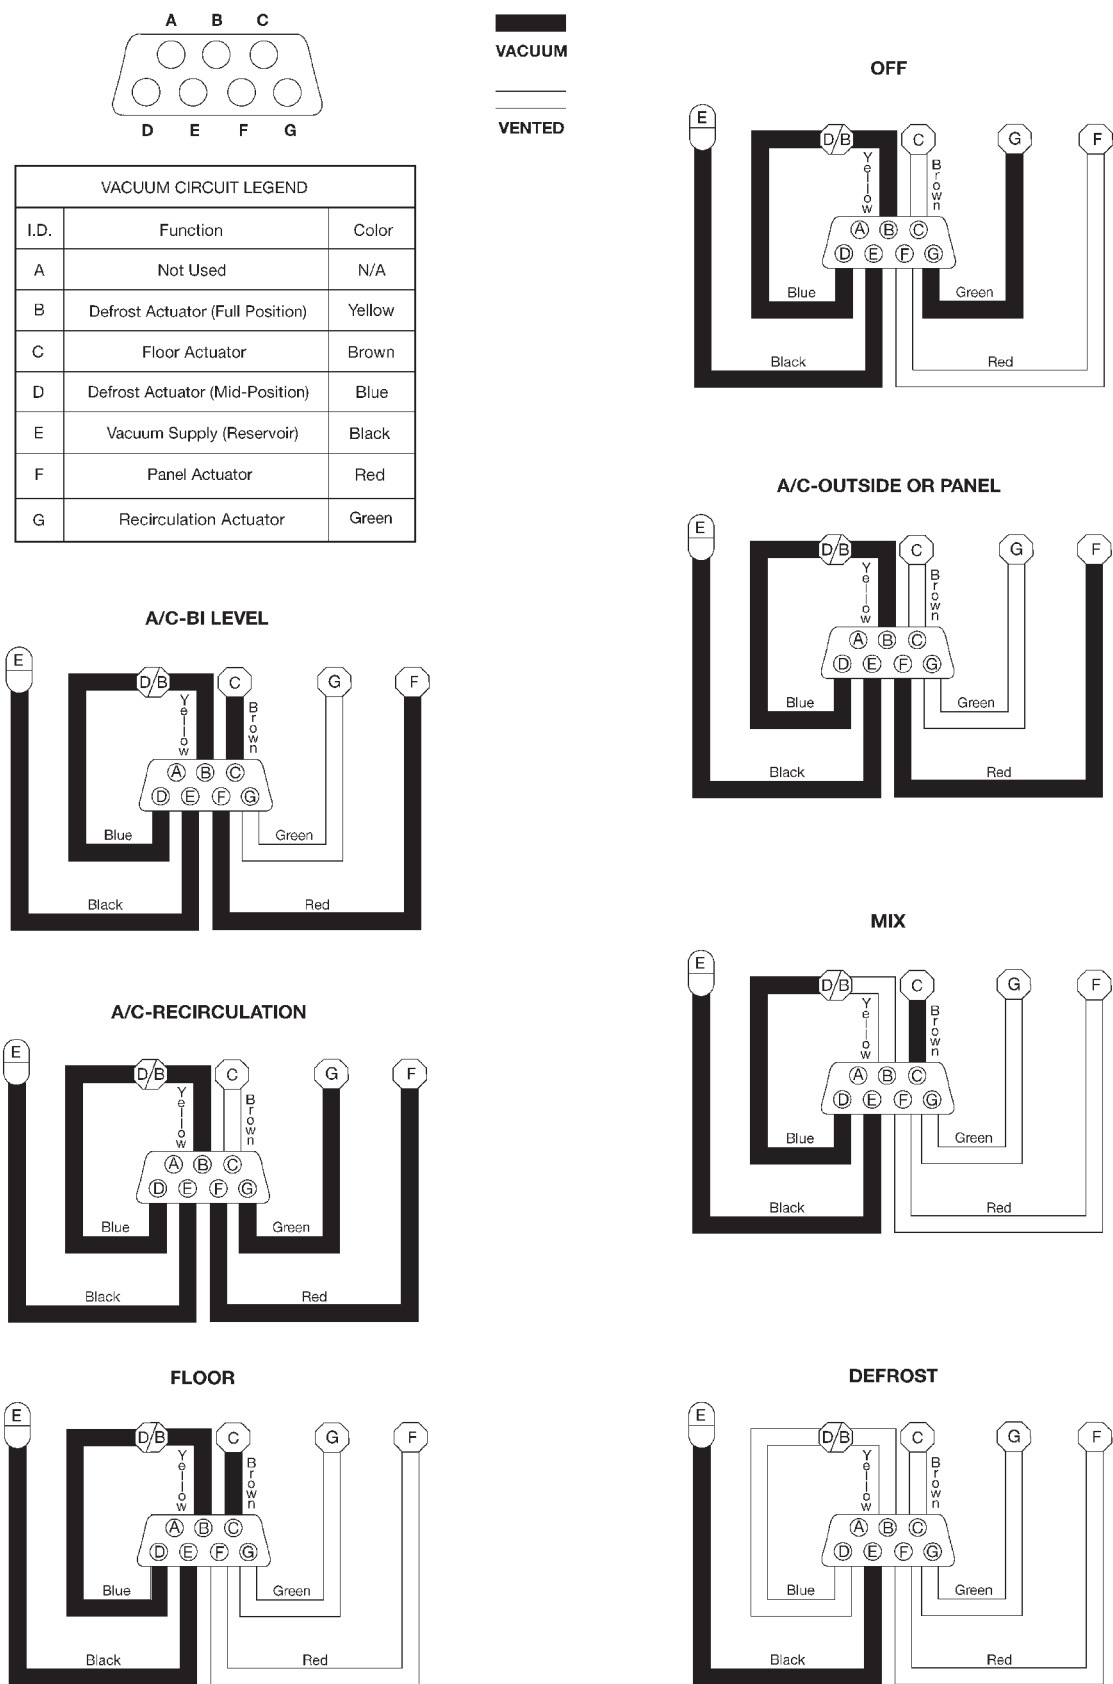 A B C
D E F G
VACUUM
VENTED
VACUUM CIRCUIT LEGEND
I.D. Function Color
A Not Used N/A
B Defrost Actuator (Full Position) Yellow
C Floor Actuator Brown
D Defrost Actuator (Mid-Position) Blue
E Vacuum Supply (Reservoir) Black
F Panel Actuator Red
G Recirculation Actuator Green
OFF
E D/B C G F
Yellow Brown
A B C
D E F G
Blue Green
Black Red
A/C-OUTSIDE OR PANEL
E D/B C G F
Yellow Brown
A B C
D E F G
Blue Green
Black Red
A/C-BI LEVEL
E D/B C G F
Yellow Brown
A B C
D E F G
Blue Green
Black Red
MIX
E D/B C G F
Yellow Brown
A B C
D E F G
Blue Green
Black Red
A/C-RECIRCULATION
E D/B C G F
Yellow Brown
A B C
D E F G
Blue Green
Black Red
FLOOR
E D/B C G F
Yellow Brown
A B C
D E F G
Blue Green
Black Red
DEFROST
E D/B C G F
Yellow Brown
A B C
D E F G
Blue Green
Black Red